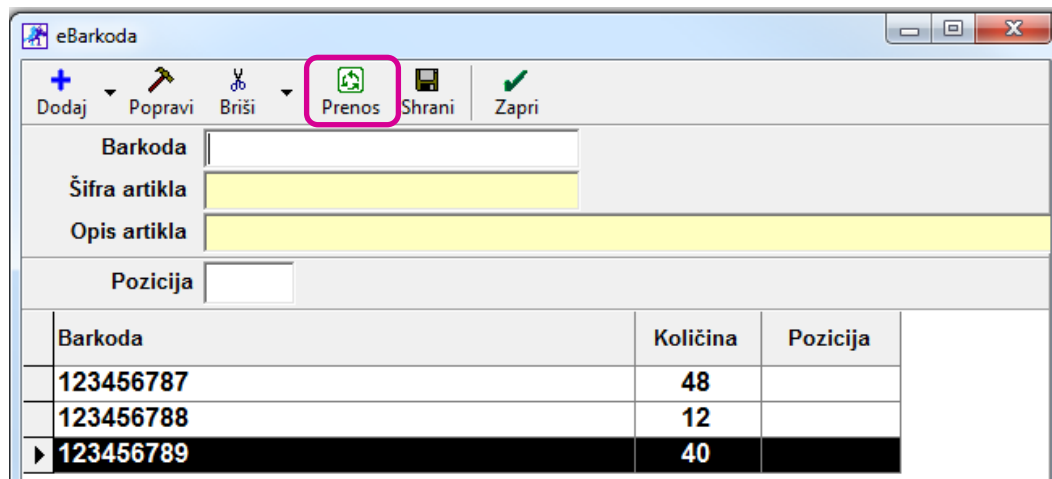 eBarkoda
Dodaj Popravi Briši Prenos Shrani Zapri
Barkoda
Šifra artikla
Opis artikla
Pozicija
Barkoda Količina Pozicija
123456787 48
123456788 12
123456789 40